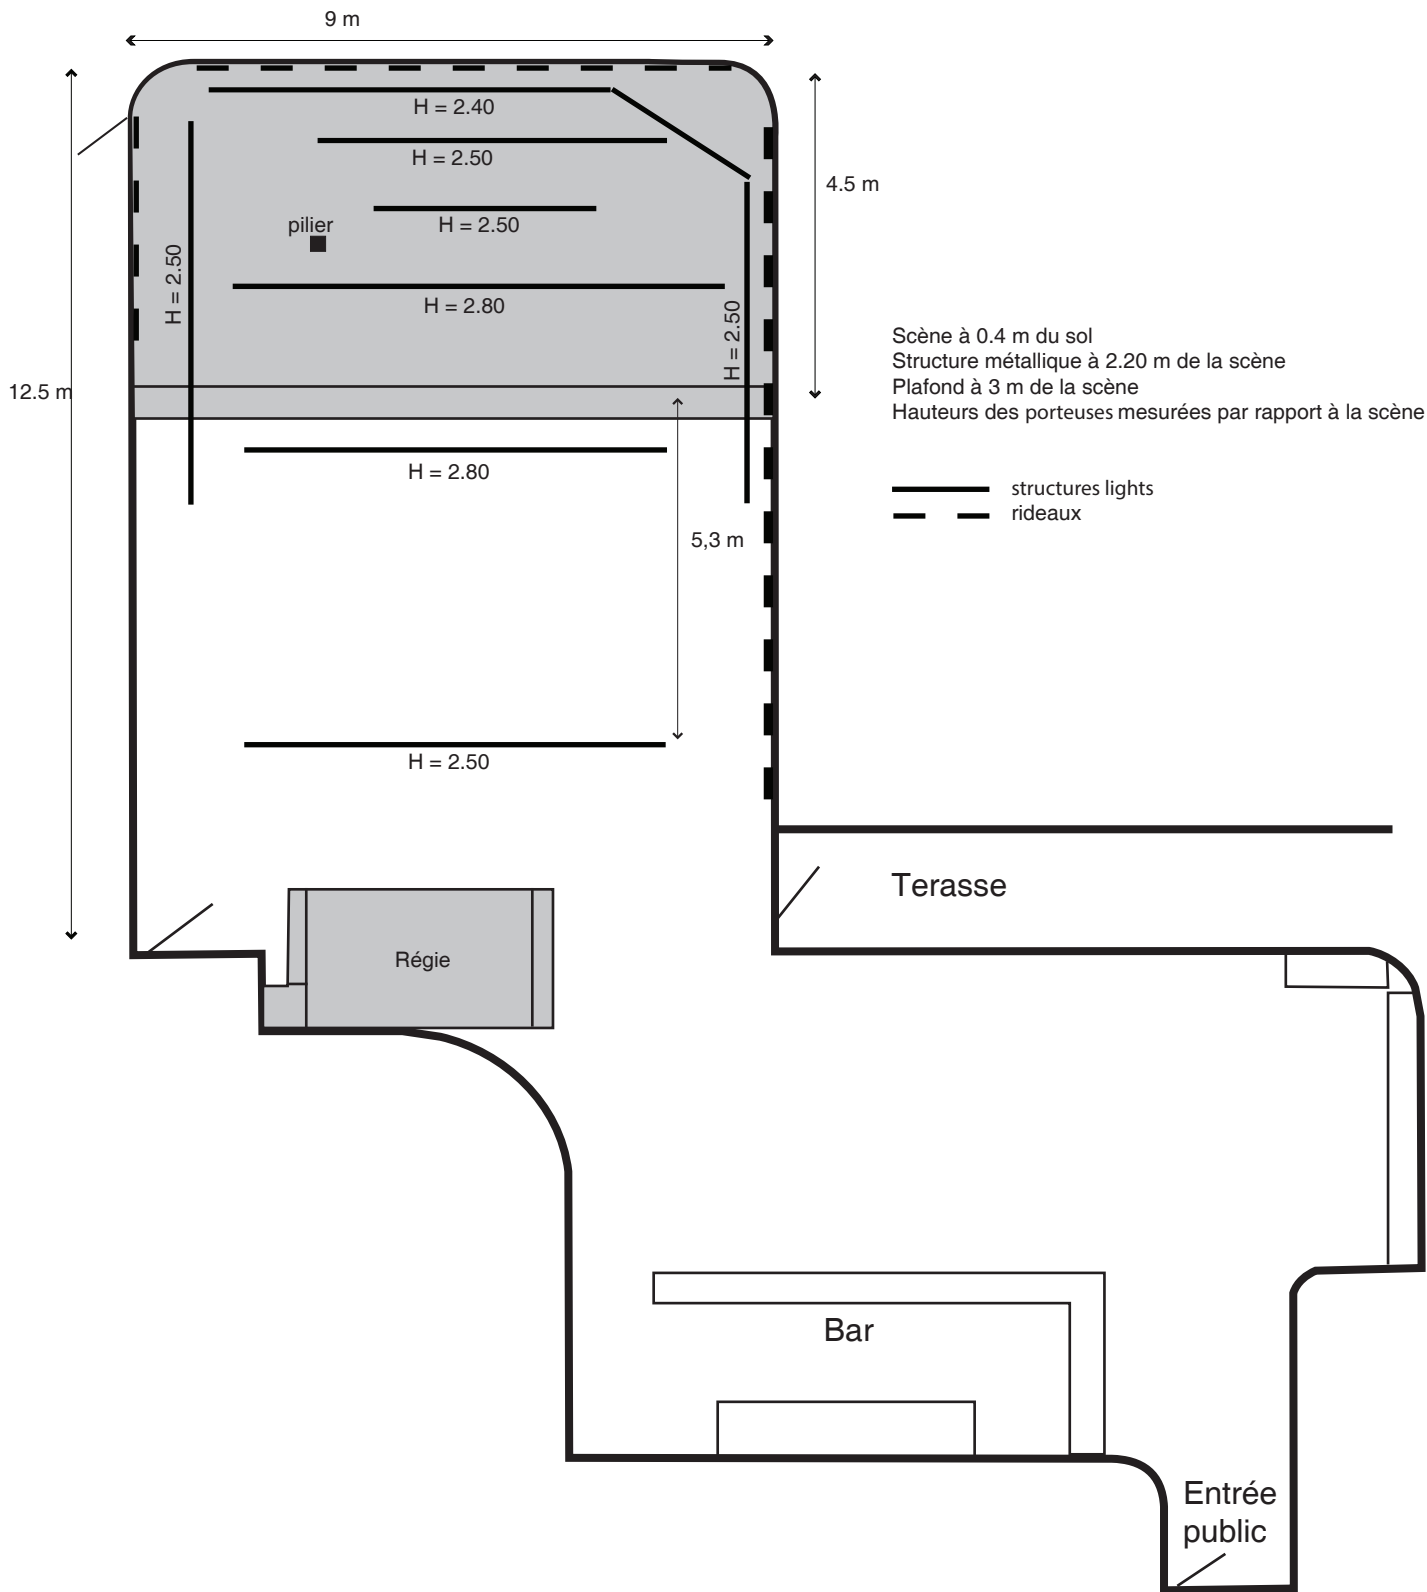 9 m
H = 2.40
H = 2.50
4.5 m
pilier
H = 2.50
H = 2.50
H = 2.80
H = 2.50
Scène à 0.4 m du sol
Structure métallique à 2.20 m de la scène
Plafond à 3 m de la scène
Hauteurs des porteuses mesurées par rapport à la scène
12.5 m
H = 2.80
structures lights
rideaux
5,3 m
H = 2.50
Terasse
Régie
Bar
Entrée
public